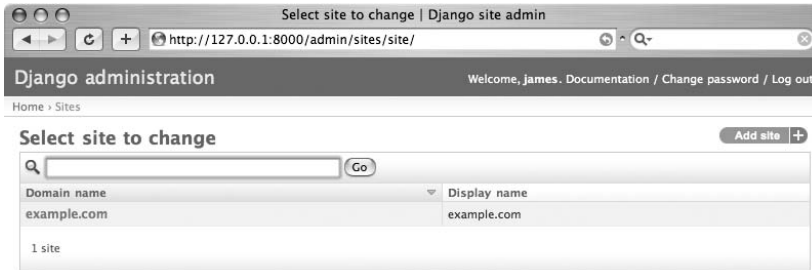 Select site to change | Django site admin
http://127.0.0.1:8000/admin/sites/site/
Django administration
Welcome, james. Documentation / Change password / Log out
Home › Sites
Select site to change
Add site
Go
Domain name Display name
example.com example.com
1 site